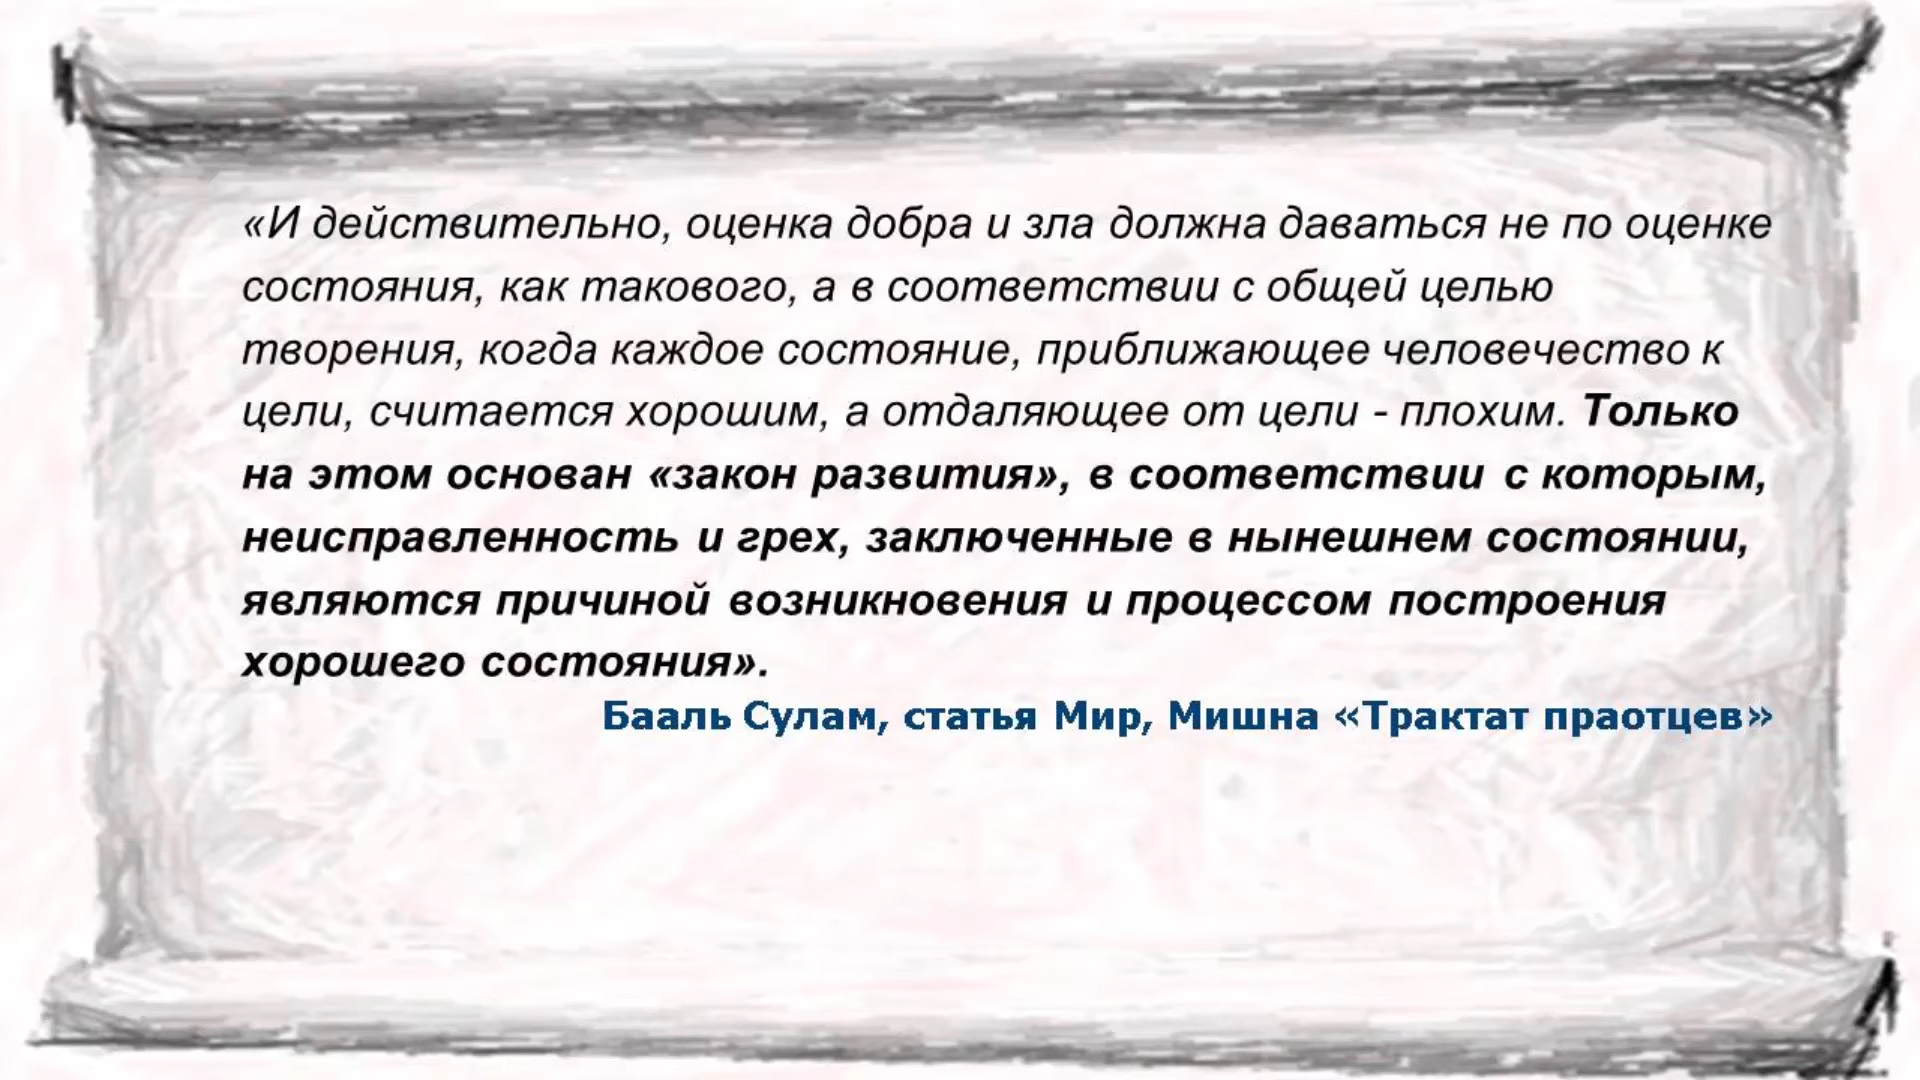 «И действительно, оценка добра и зла должна даваться не по оценке
состояния, как такового, а в соответствии с общей целью
творения, когда каждое состояние, приближающее человечество к
цели, считается хорошим, а отдаляющее от цели - плохим. Только
на этом основан «закон развития», в соответствии с которым,
неисправленность и грех, заключенные в нынешнем состоянии,
являются причиной возникновения и процессом построения
хорошего состояния».
Бааль Сулам, статья Мир, Мишна «Трактат праотцев»